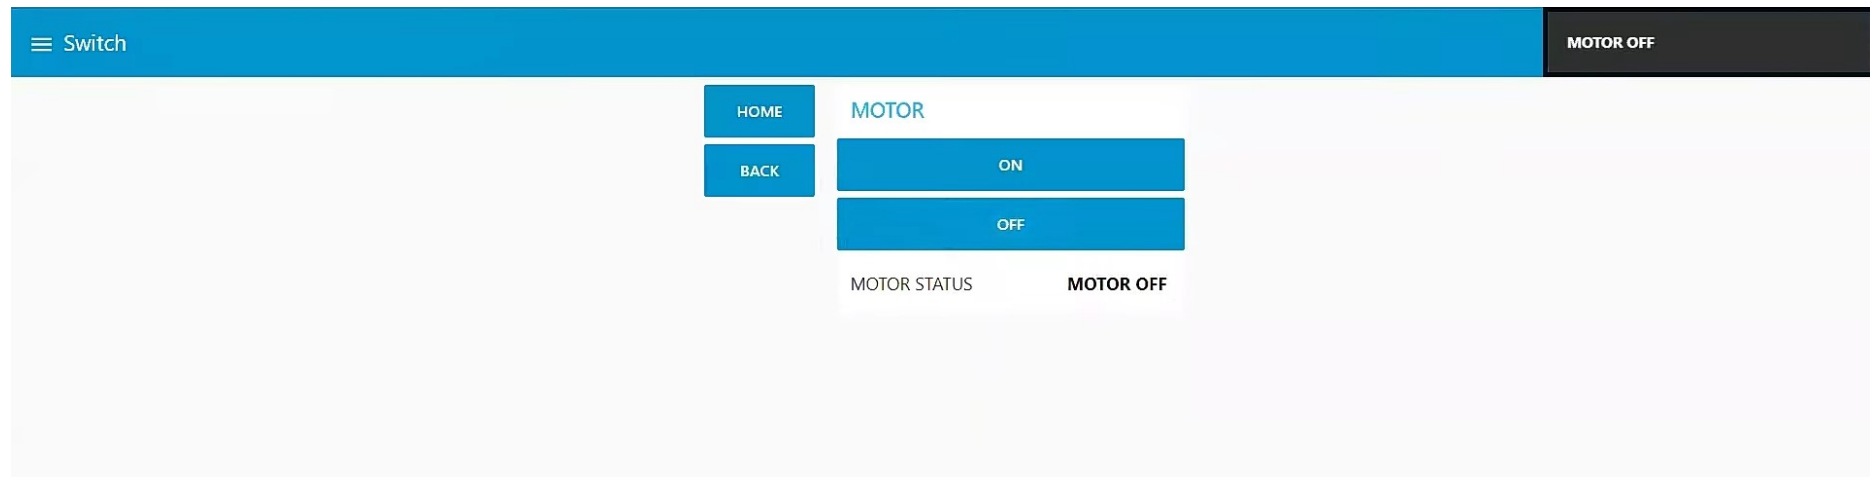 Switch
MOTOR OFF
HOME
BACK
MOTOR
ON
OFF
MOTOR STATUS MOTOR OFF